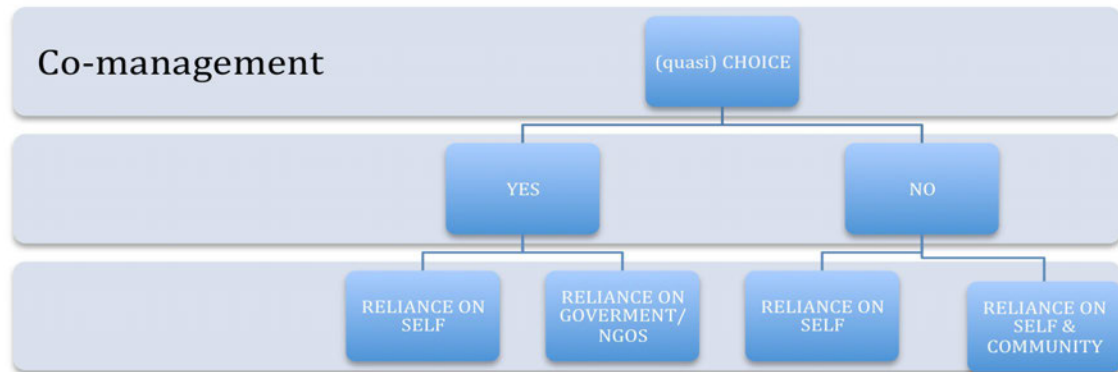 Co-management
(quasi) CHOICE
YES
NO
RELIANCE ON
SELF
RELIANCE ON
GOVERMENT/
NGOS
RELIANCE ON
SELF
RELIANCE ON
SELF &
COMMUNITY